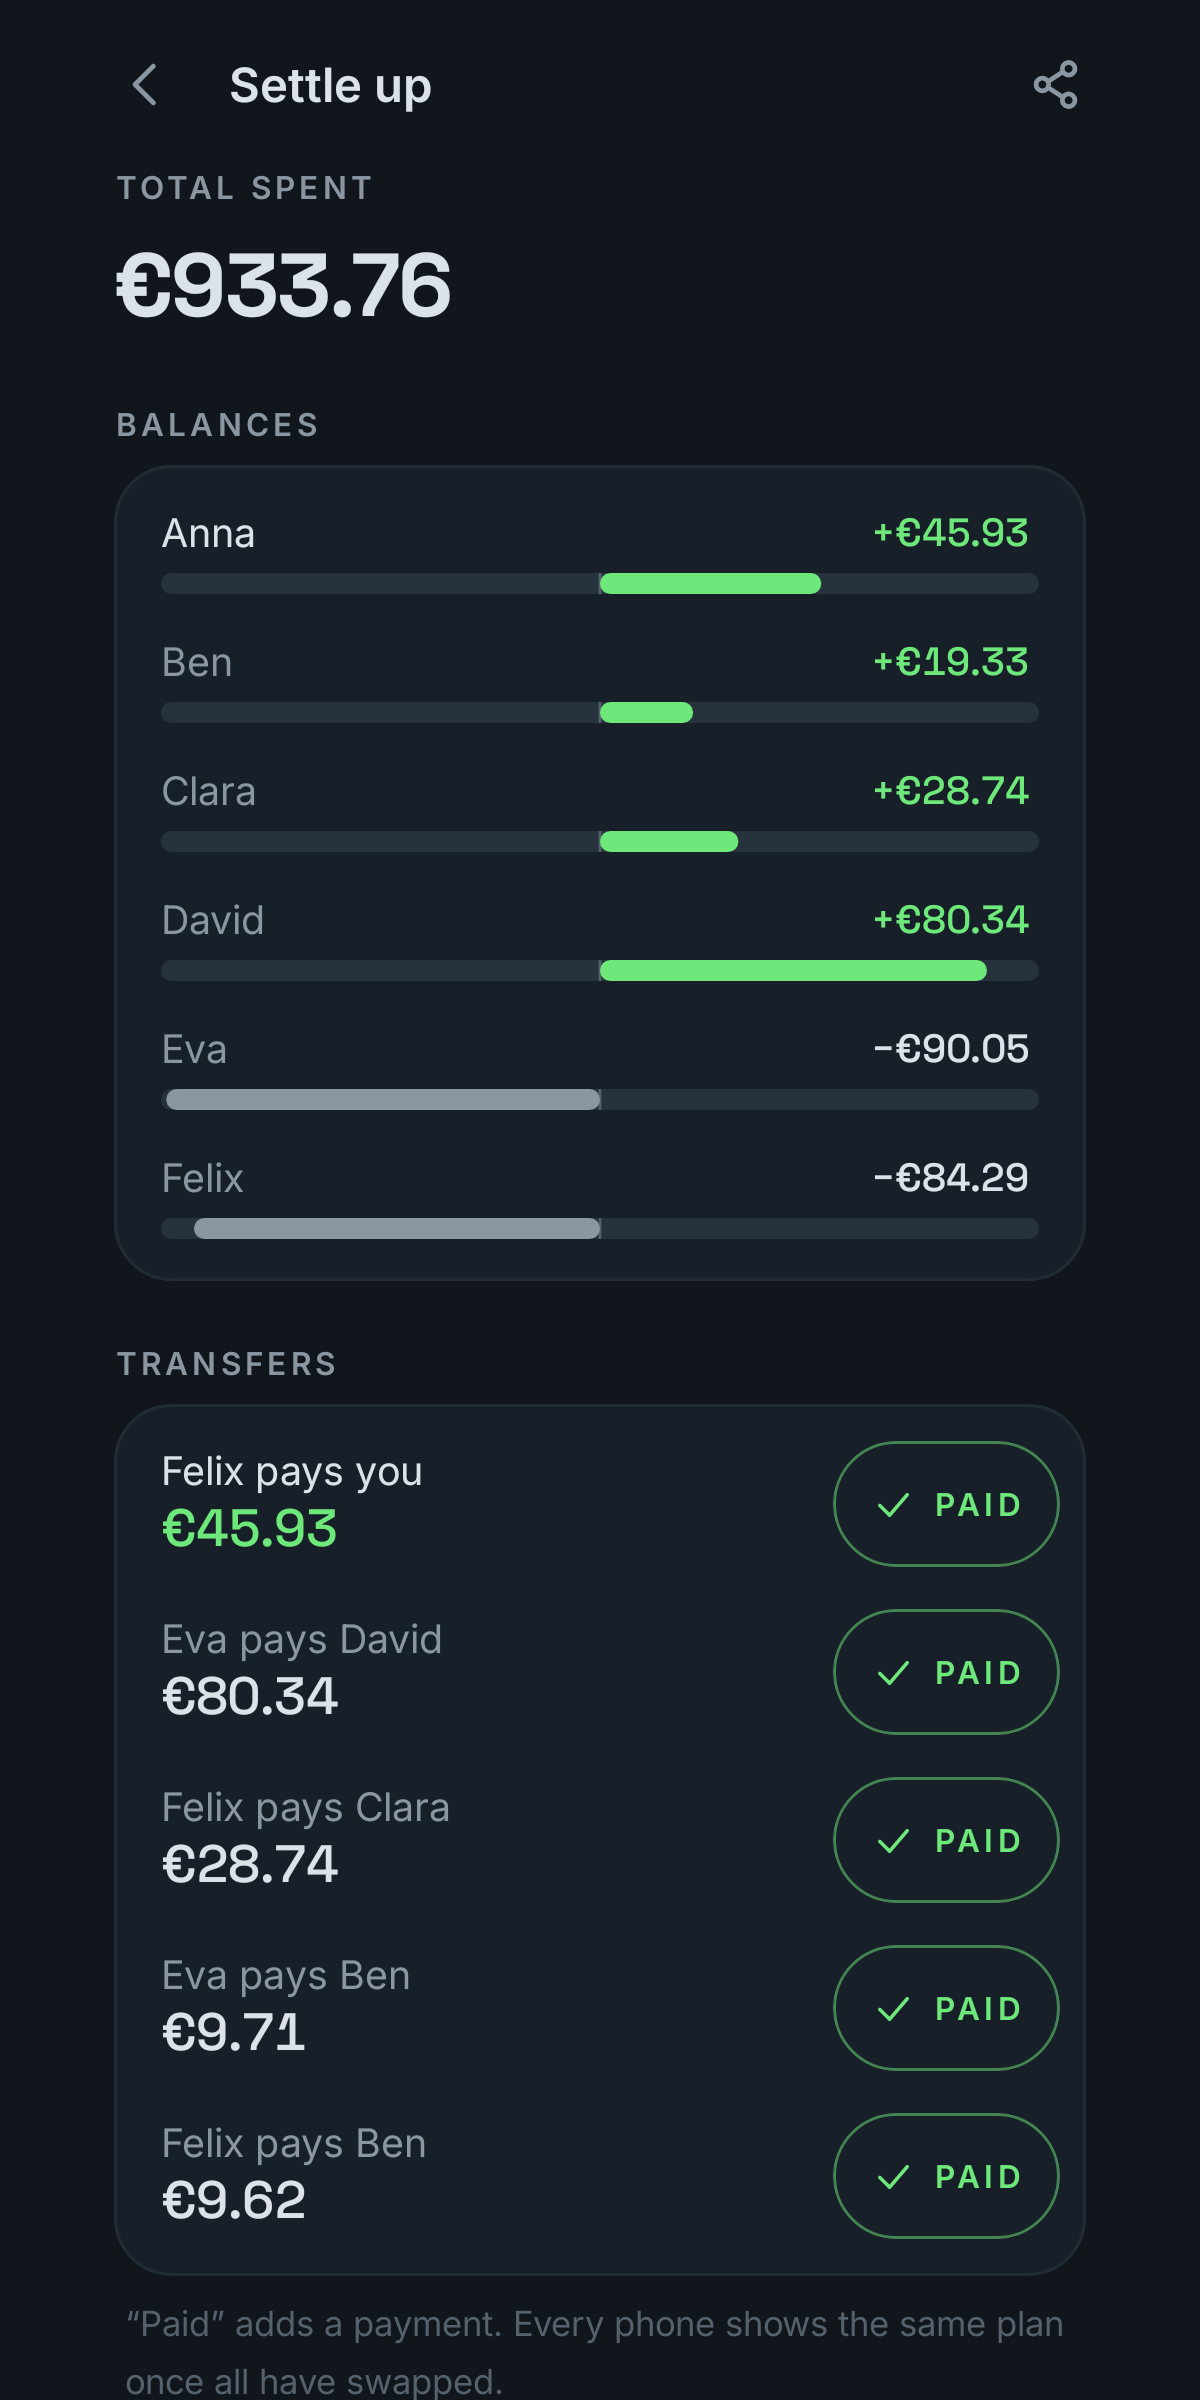 Settle up
TOTAL SPENT
€933.76
BALANCES
Anna +€45.93
Ben +€19.33
Clara +€28.74
David +€80.34
Eva −€90.05
Felix −€84.29
TRANSFERS
Felix pays you
€45.93
PAID
Eva pays David
€80.34
PAID
Felix pays Clara
€28.74
PAID
Eva pays Ben
€9.71
PAID
Felix pays Ben
€9.62
PAID
“Paid” adds a payment. Every phone shows the same plan
once all have swapped.